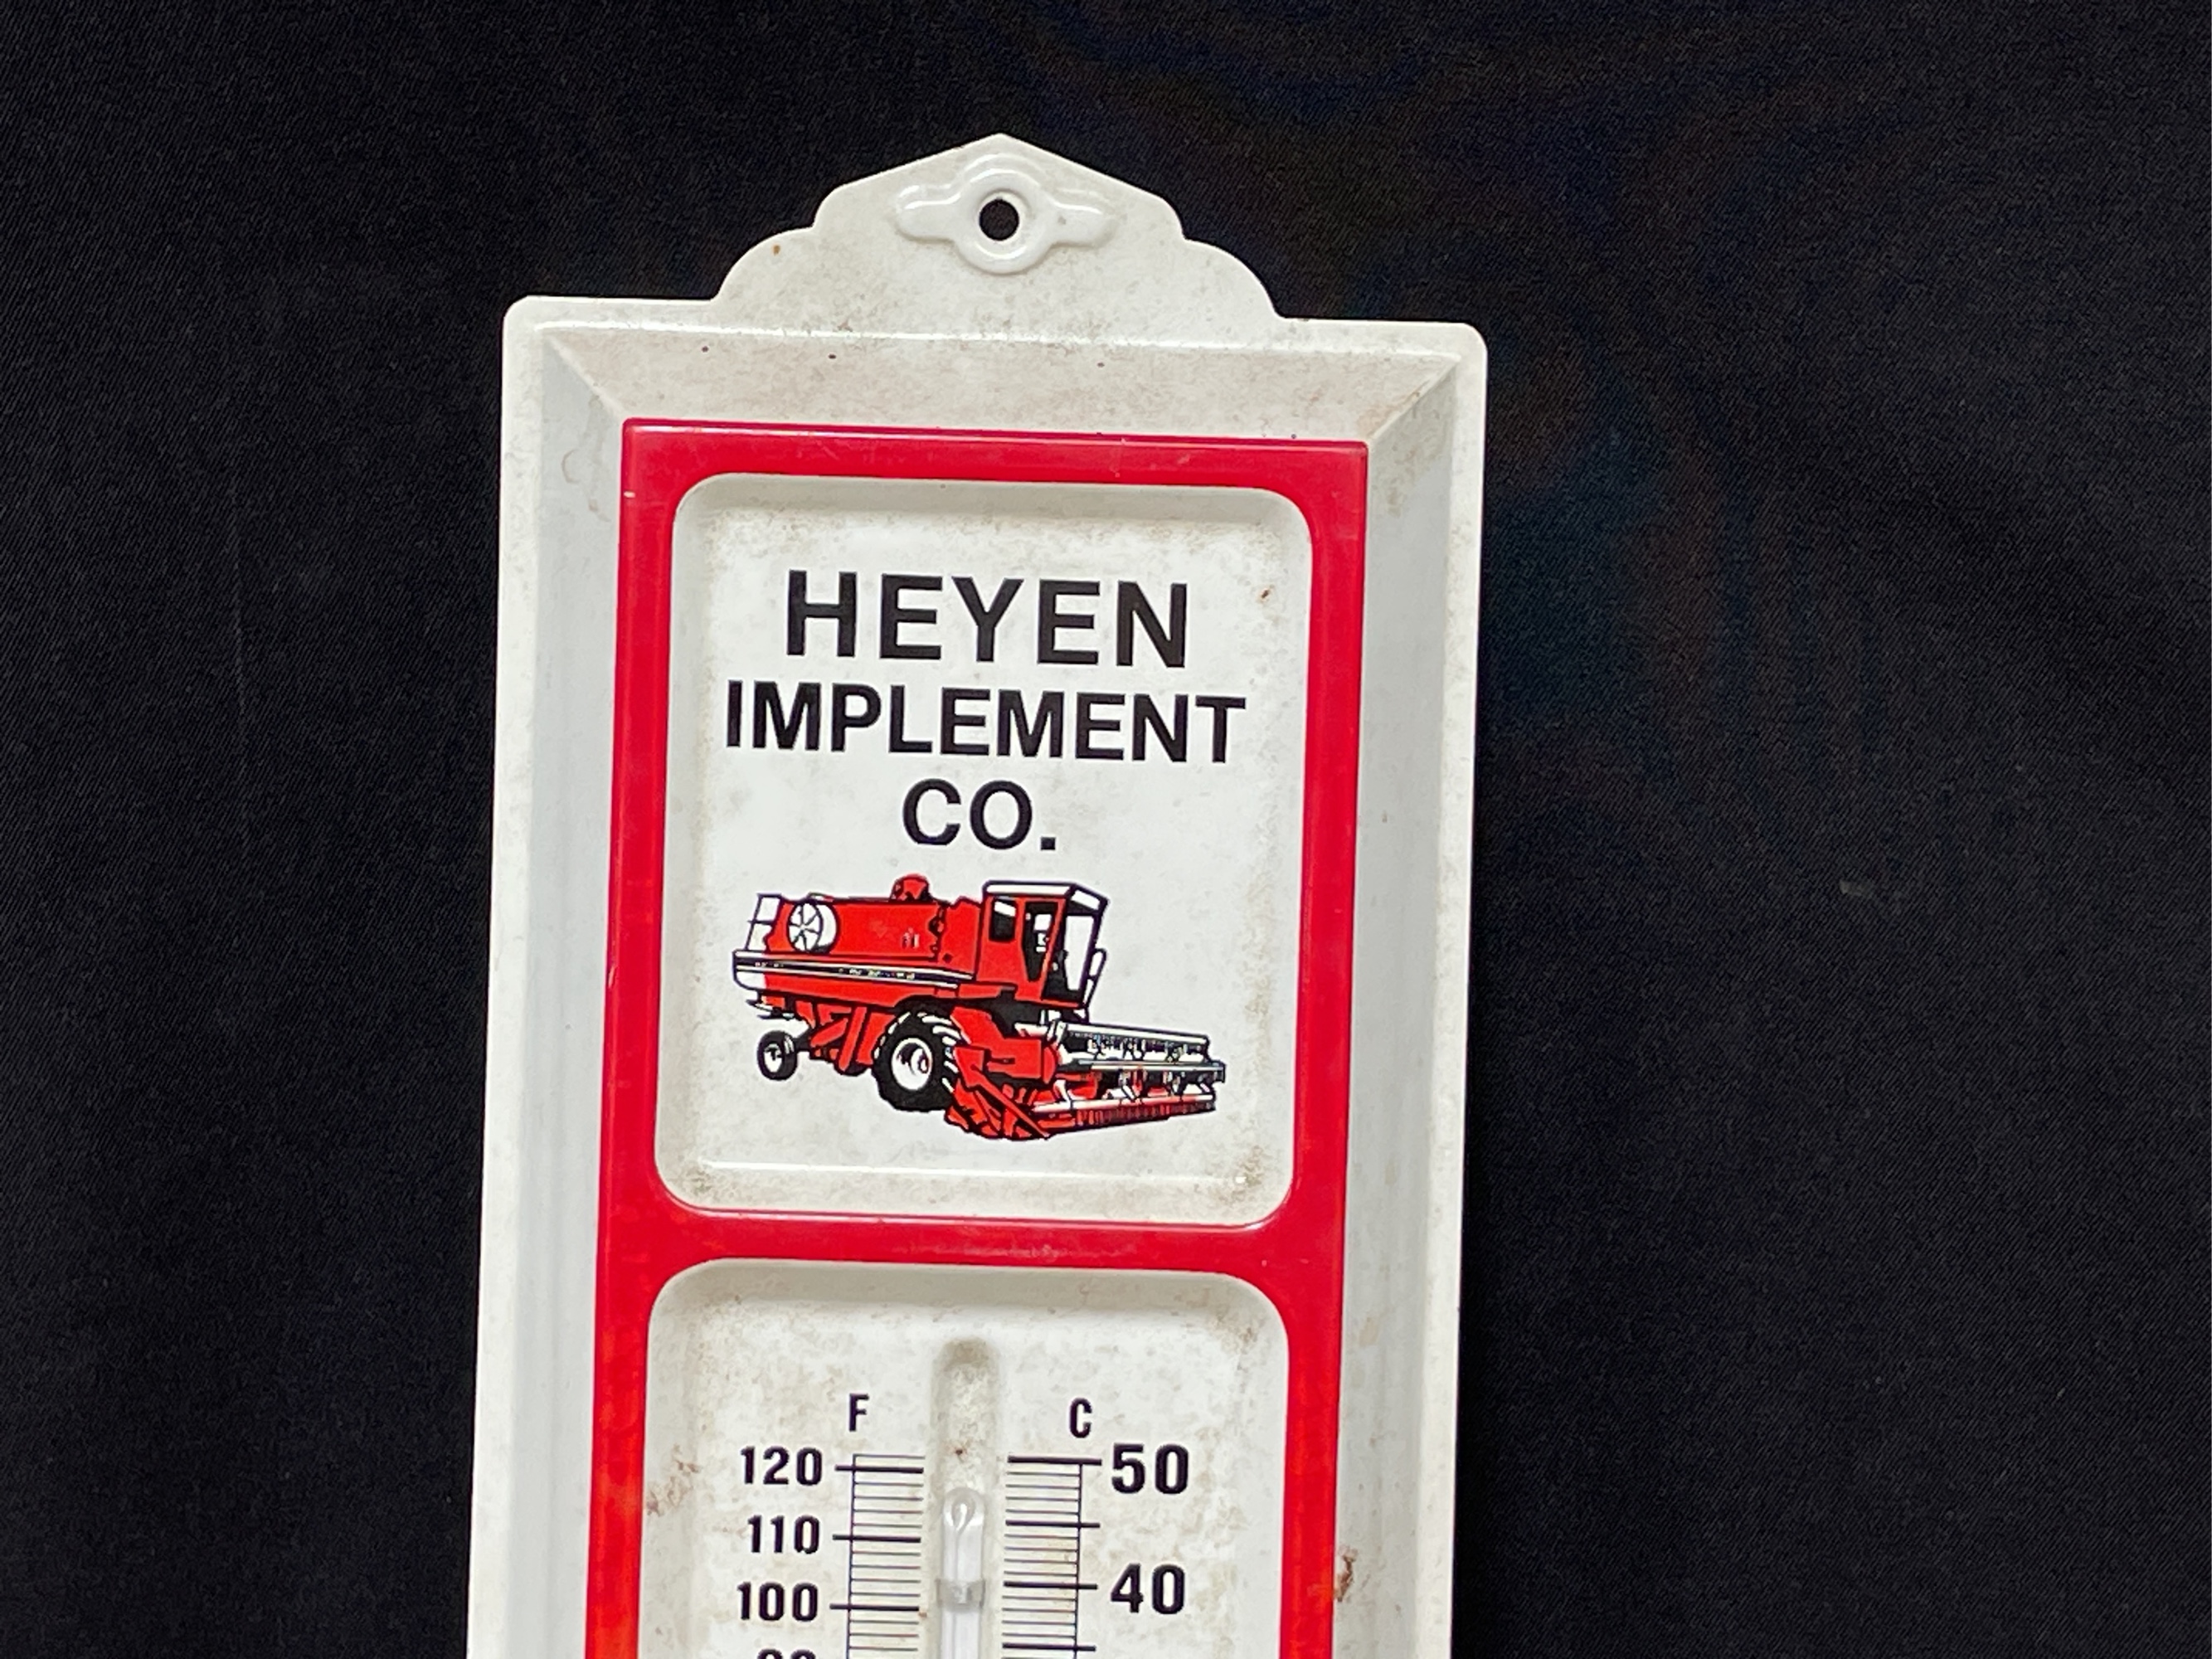 HEYEN
IMPLEMENT
CO.
F C
120 50
110
100 40